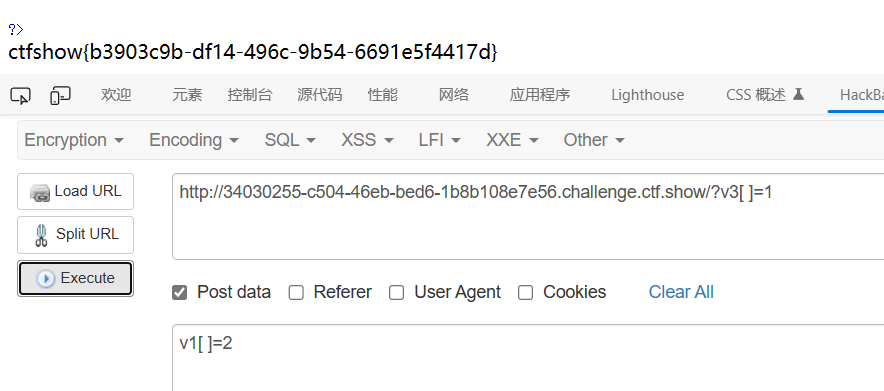 ?>
ctfshow{b3903c9b-df14-496c-9b54-6691e5f4417d}
欢迎 元素 控制台 源代码 性能 网络 应用程序 Lighthouse CSS 概述 HackBa
Encryption Encoding SQL XSS LFI XXE Other
Load URL http://34030255-c504-46eb-bed6-1b8b108e7e56.challenge.ctf.show/?v3[ ]=1
Split URL
Execute
Post data Referer User Agent Cookies Clear All
v1[ ]=2